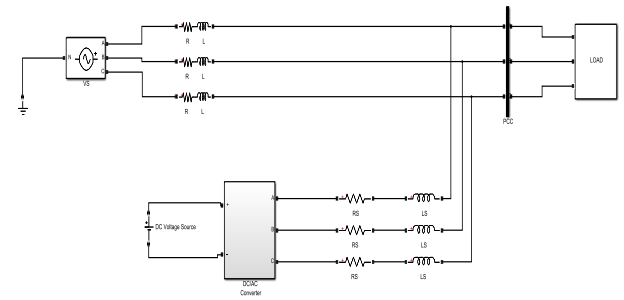 A
N
B
C
VS
R L
R L
R L
PCC
LOAD
DC Voltage Source
+
-
A
B
C
DC/AC
Converter
RS LS
RS LS
RS LS